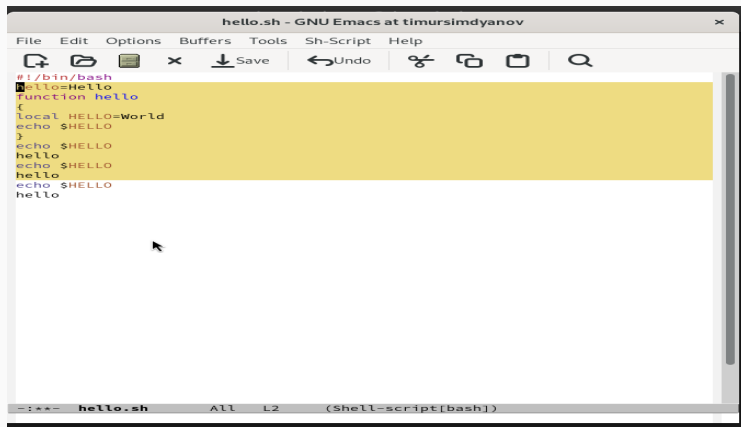 hello.sh - GNU Emacs at timursimdyanov
File Edit Options Buffers Tools Sh-Script Help
Save Undo
#!/bin/bash
hello=Hello
function hello
{
local HELLO=World
echo $HELLO
}
echo $HELLO
hello
echo $HELLO
hello
echo $HELLO
hello
-:**- hello.sh All L2 (Shell-script[bash])